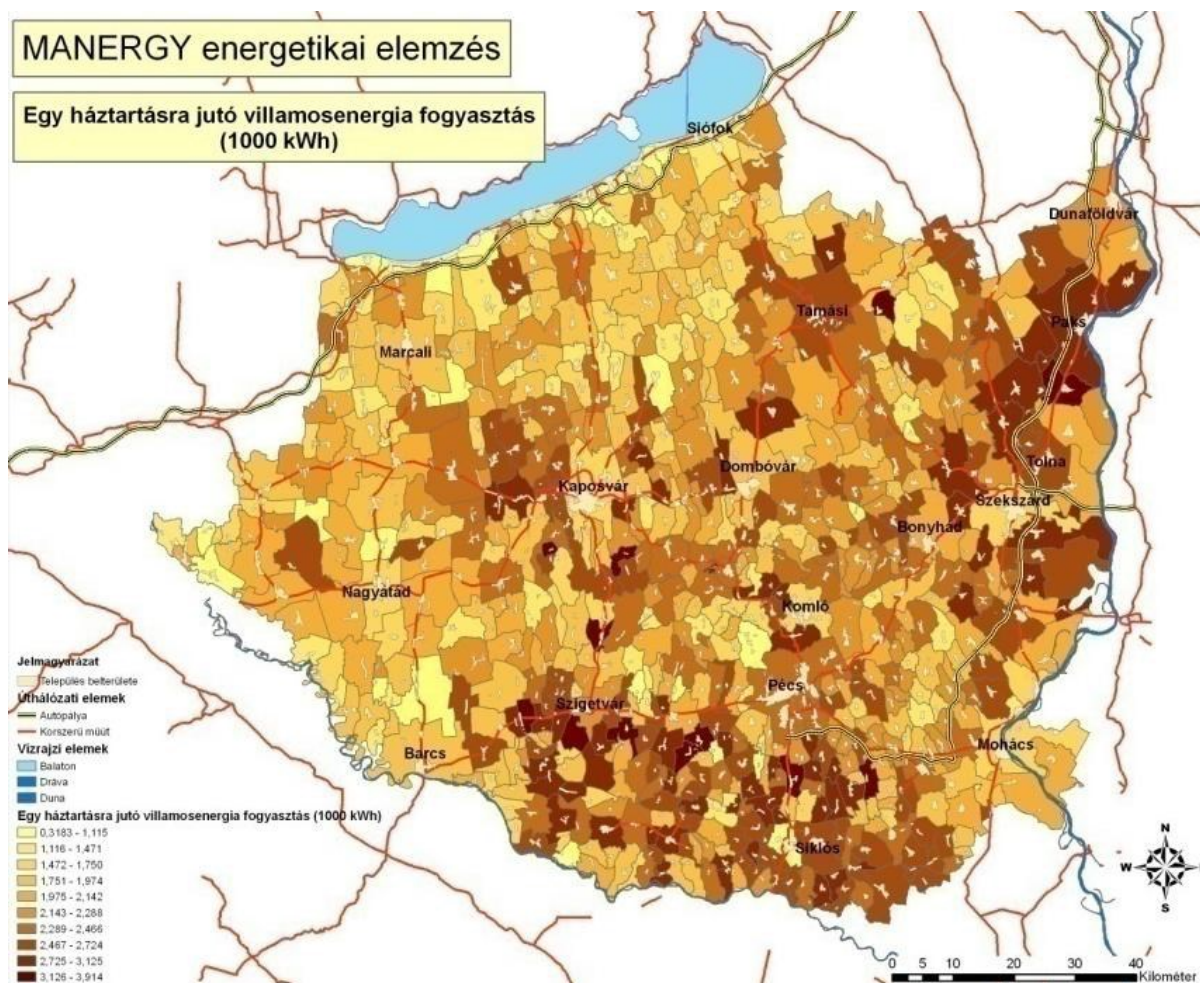 MANERGY energetikai elemzés
Egy háztartásra jutó villamosenergia fogyasztás
(1000 kWh)
Siófok
Dunaföldvár
Tamási
Paks
Marcali
Dombóvár
Tolna
Kaposvár
Szekszárd
Bonyhád
Nagyatád
Komló
Pécs
Szigetvár
Mohács
Barcs
Siklós
Jelmagyarázat
Település belterülete
Úthálózati elemek
Autópálya
Korszerű műút
Vizrajzi elemek
Balaton
Dráva
Duna
Egy háztartásra jutó villamosenergia fogyasztás (1000 kWh)
0,3183 - 1,115
1,116 - 1,471
1,472 - 1,750
1,751 - 1,974
1,975 - 2,142
2,143 - 2,288
2,289 - 2,466
2,467 - 2,724
2,725 - 3,125
3,126 - 3,914
N
W E
S
0 5 10 20 30 40
Kilométer